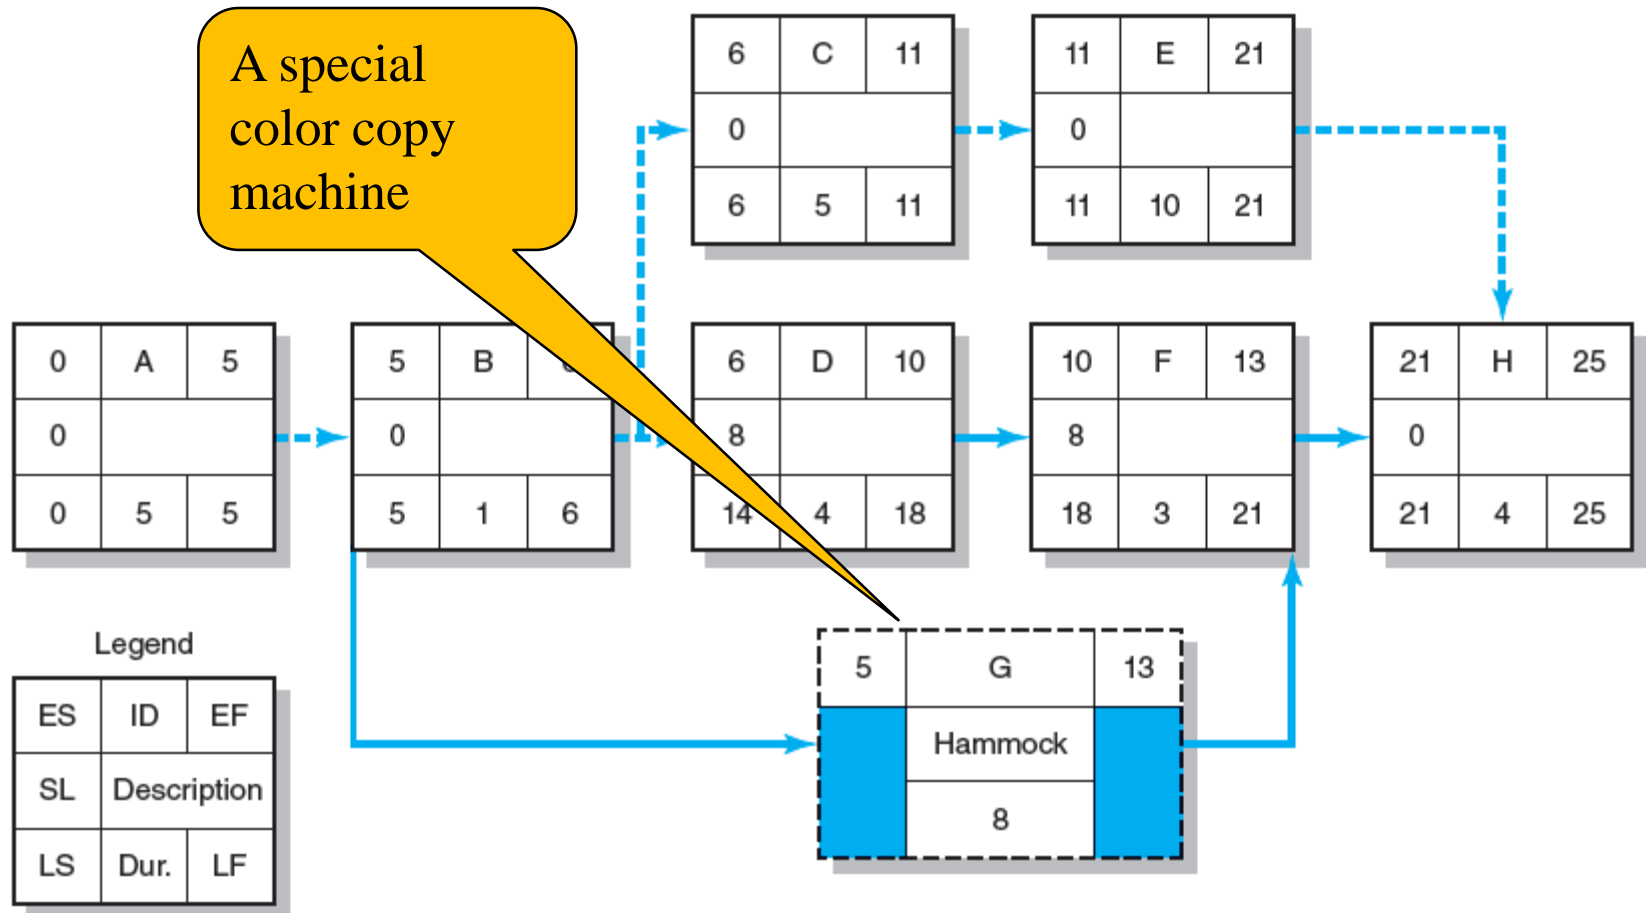 A special
color copy
machine
6 C 11
0
6 5 11
11 E 21
0
11 10 21
0 A 5
0
0 5 5
5 B
0
5 1 6
6 D 10
8
14 4 18
10 F 13
8
18 3 21
21 H 25
0
21 4 25
5 G 13
Hammock
8
Legend
ES ID EF
SL Description
LS Dur. LF